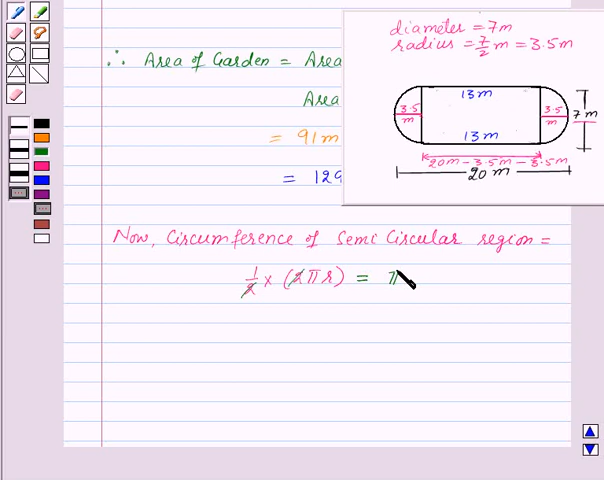 diameter = 7m
radius = 7/2 m = 3.5m
∴ Area of Garden = Area
Area
= 91m
= 129
13m
3.5 m
3.5 m
7m
13m
20m - 3.5m - 3.5m
20 m
Now, Circumference of Semi Circular region =
1/2 × (2πr) = π